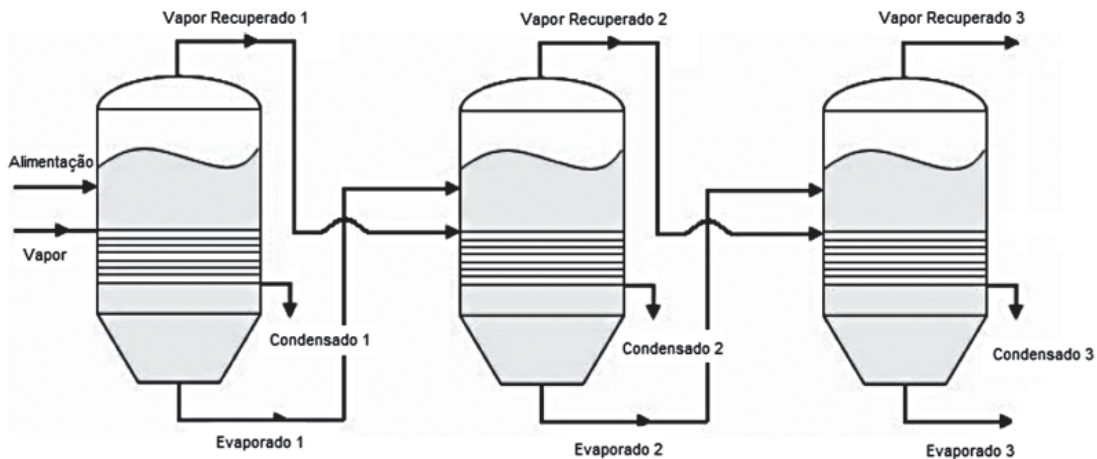 Vapor Recuperado 1
Vapor Recuperado 2
Vapor Recuperado 3
Alimentação
Vapor
Condensado 1
Condensado 2
Condensado 3
Evaporado 1
Evaporado 2
Evaporado 3